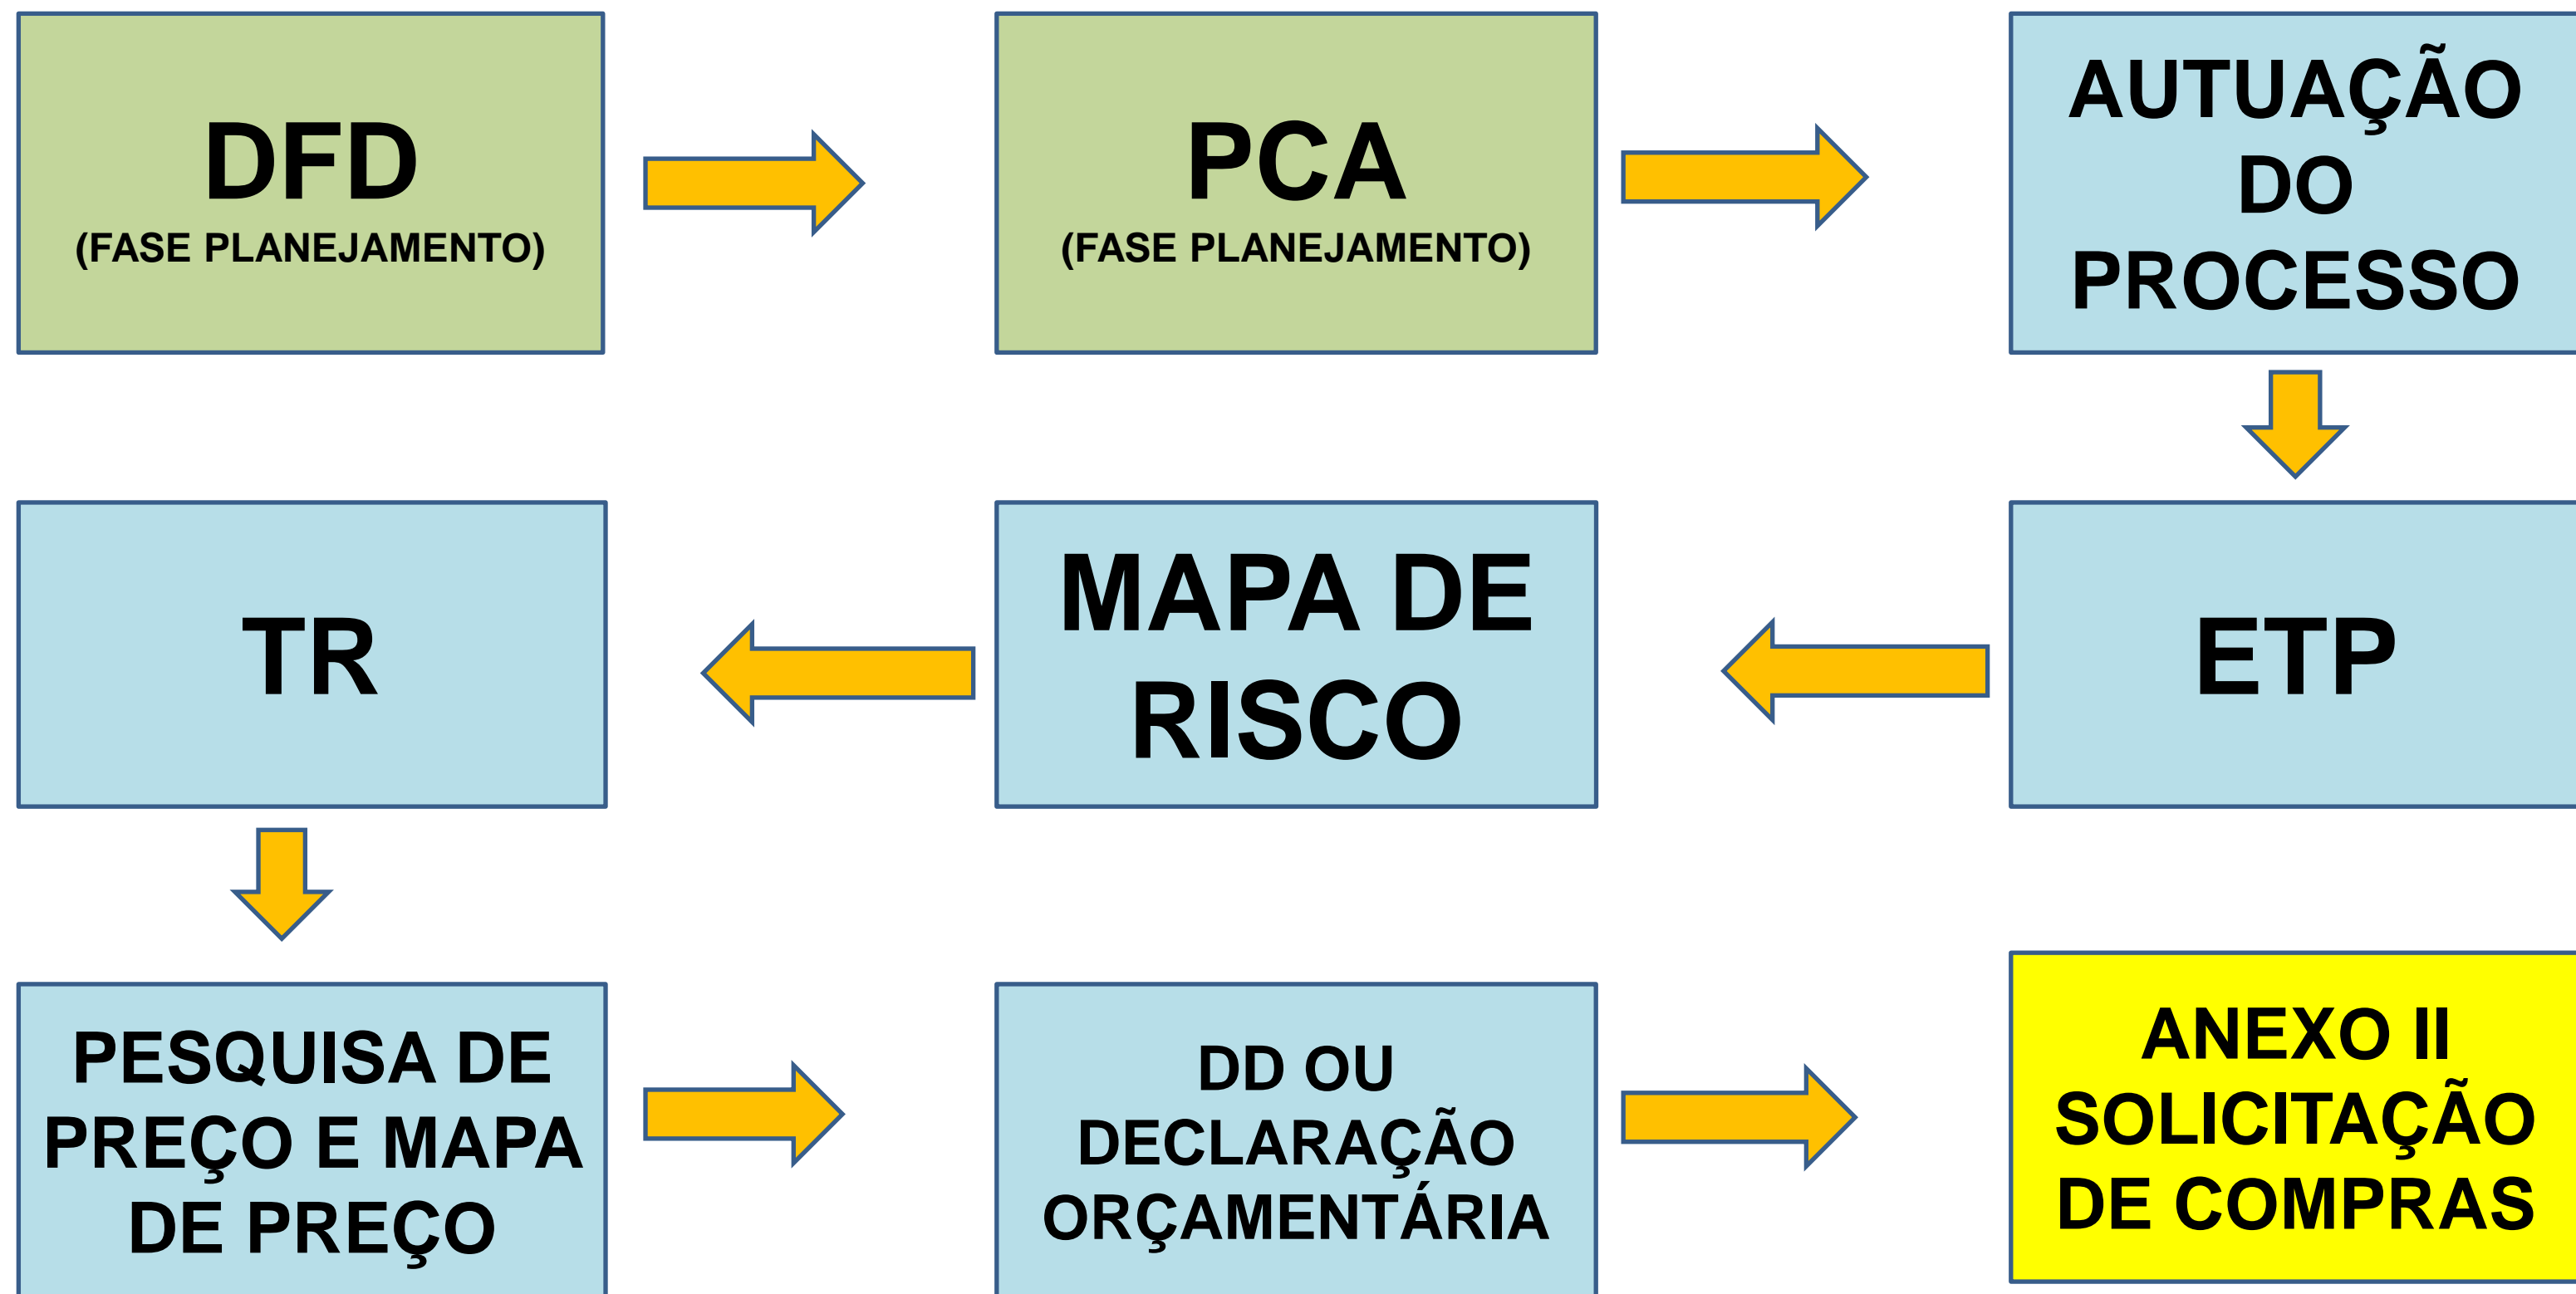 DFD
(FASE PLANEJAMENTO)
PCA
(FASE PLANEJAMENTO)
AUTUAÇÃO
DO
PROCESSO
ETP
MAPA DE
RISCO
TR
PESQUISA DE
PREÇO E MAPA
DE PREÇO
DD OU
DECLARAÇÃO
ORÇAMENTÁRIA
ANEXO II
SOLICITAÇÃO
DE COMPRAS